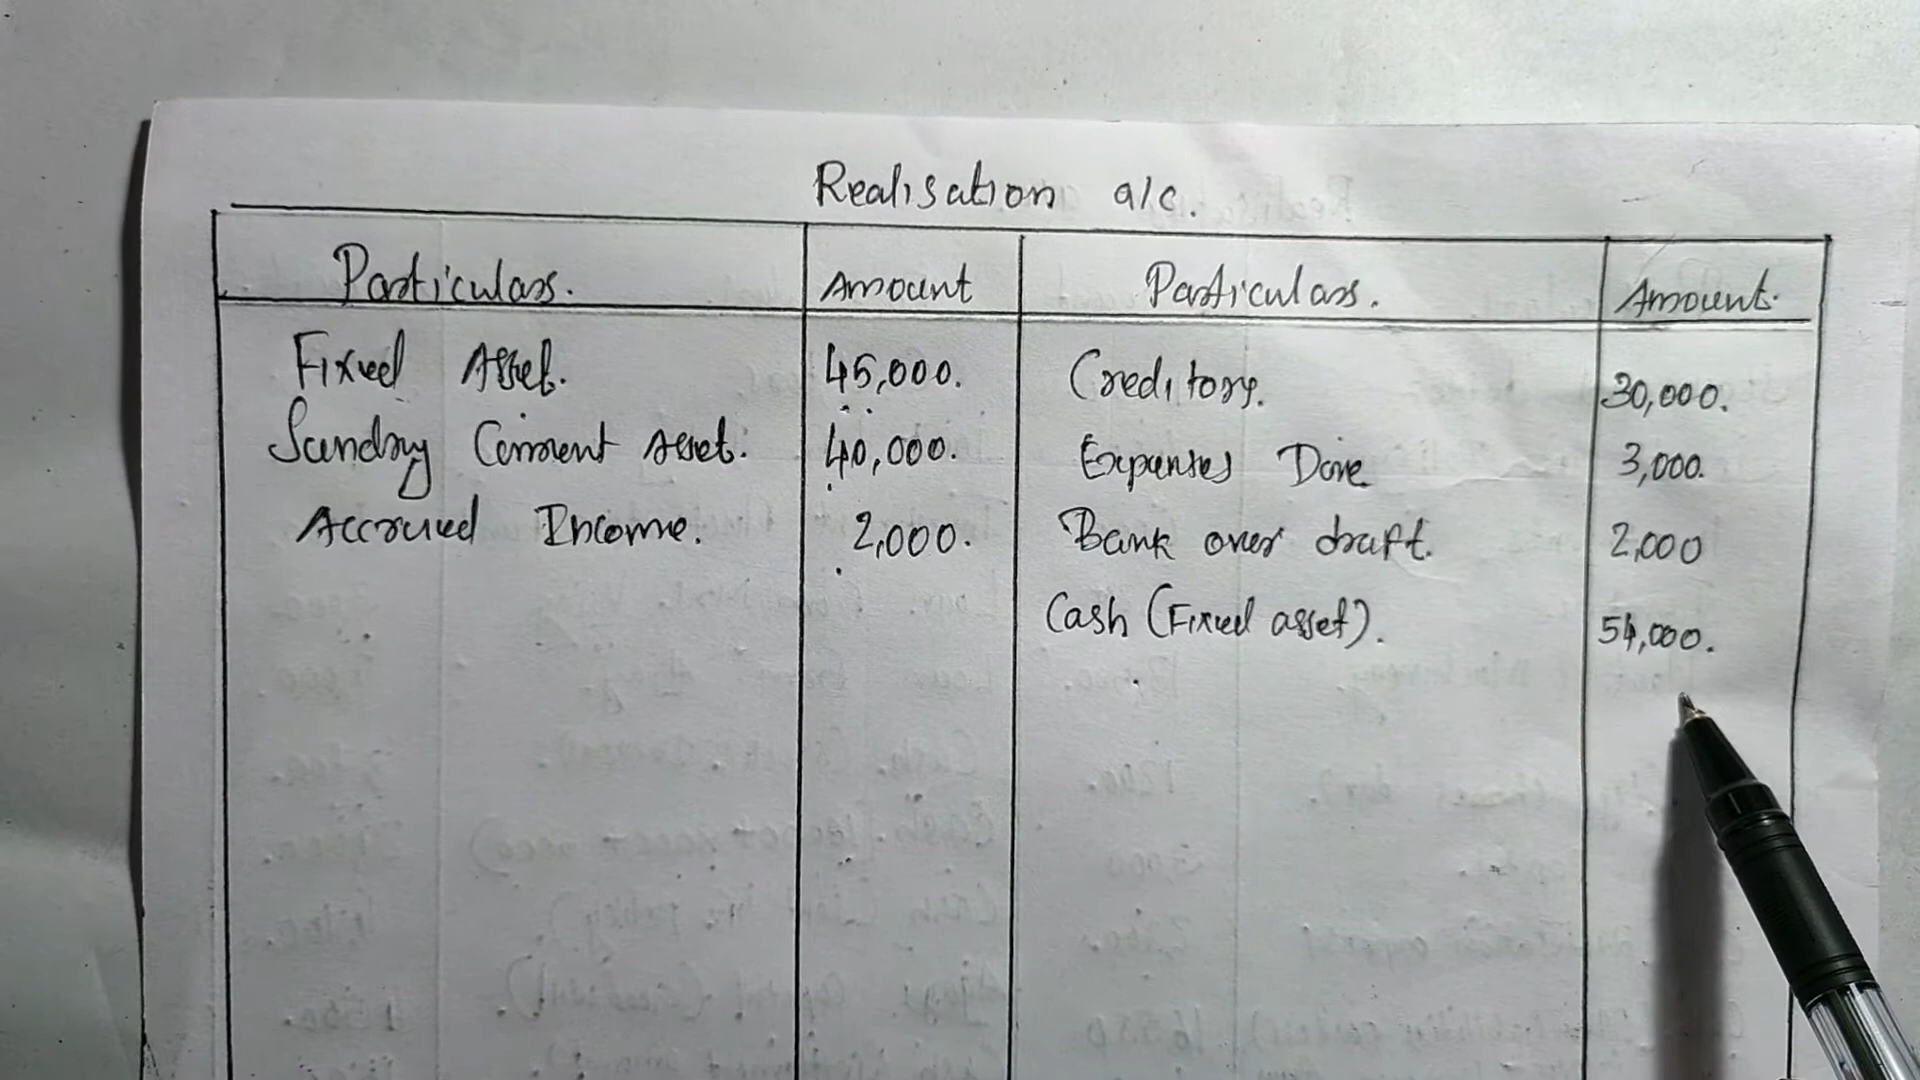 Realisation a/c.
Particulars. Amount Particulars. Amount.
Fixed Asset. 45,000. Creditors. 30,000.
Sundry Current Asset. 40,000. Expenses Due 3,000.
Accrued Income. 2,000. Bank over draft. 2,000
Cash (Fixed asset). 54,000.